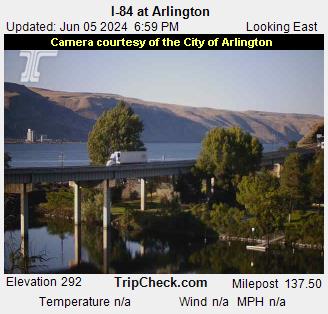 I-84 at Arlington
Updated: Jun 05 2024 6:59 PM Looking East
Camera courtesy of the City of Arlington
Elevation 292 TripCheck.com Milepost 137.50
Temperature n/a Wind n/a MPH n/a